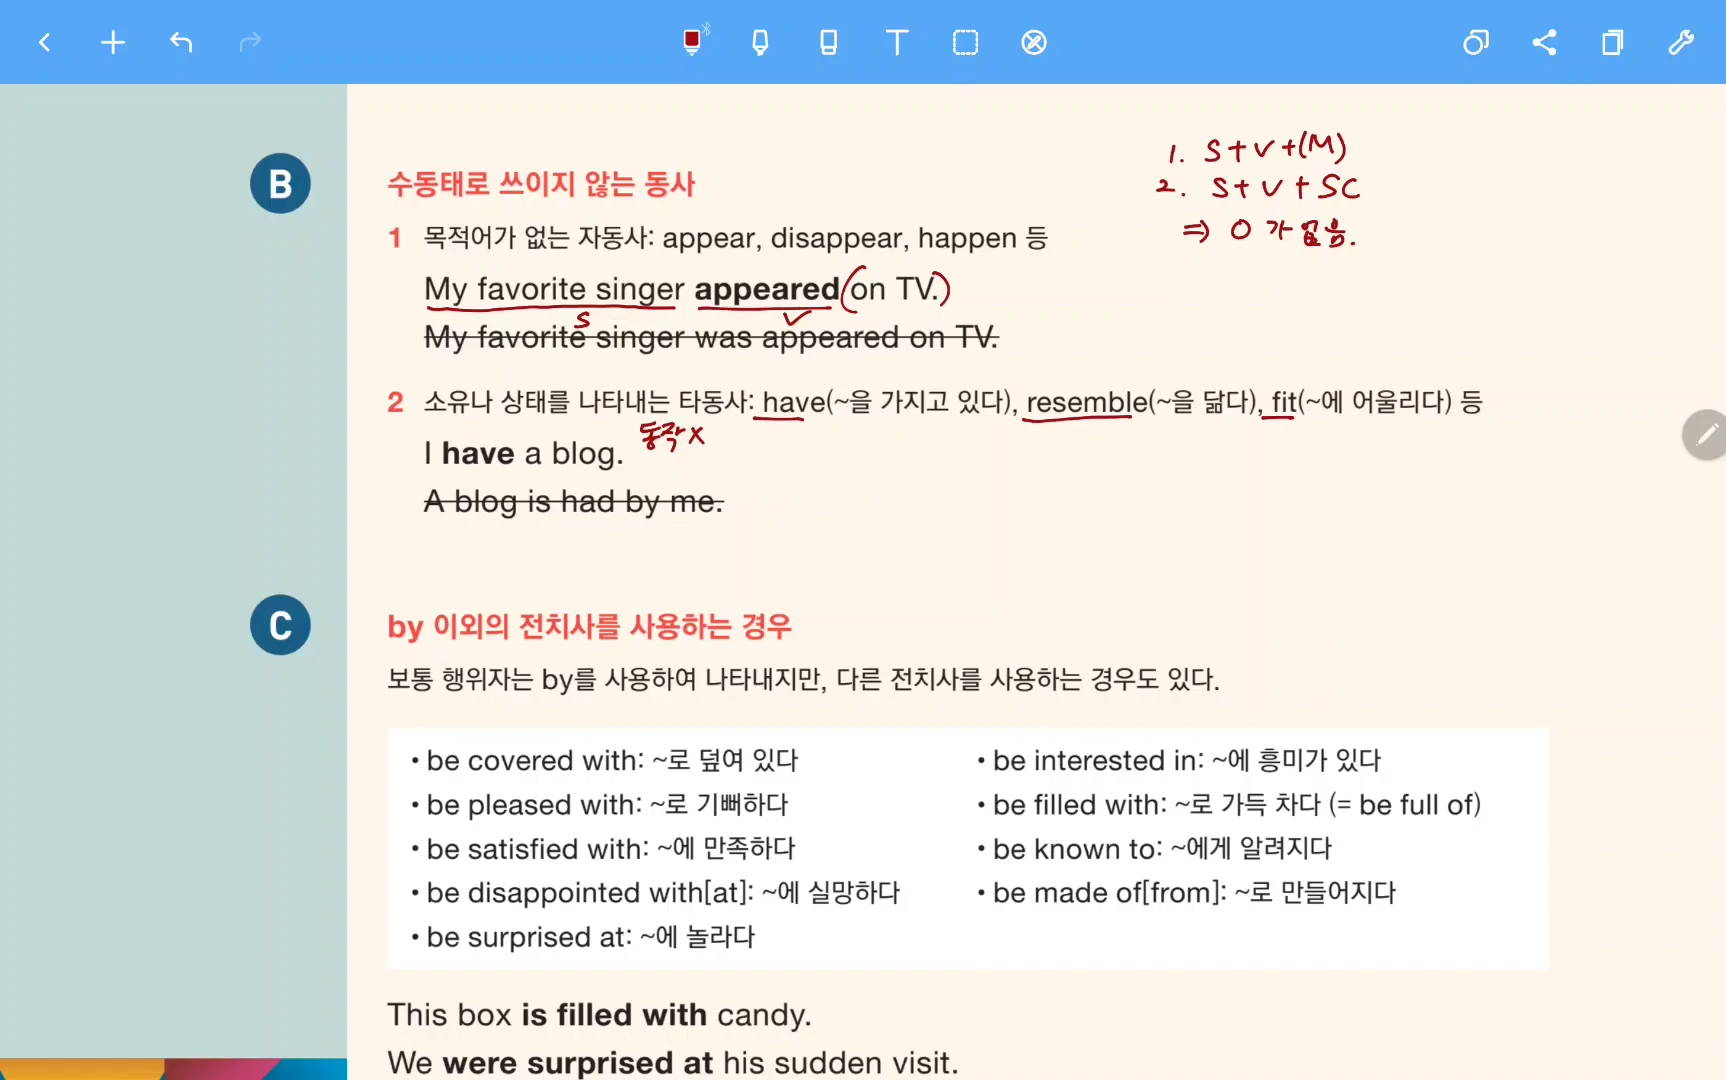 1. S+V+(M)
2. S+V+SC
⇒ O가 없음.
B
수동태로 쓰이지 않는 동사
1 목적어가 없는 자동사: appear, disappear, happen 등
My favorite singer appeared (on TV.)
S V
My favorite singer was appeared on TV.
2 소유나 상태를 나타내는 타동사: have(~을 가지고 있다), resemble(~을 닮다), fit(~에 어울리다) 등
동작X
I have a blog.
A blog is had by me.
C
by 이외의 전치사를 사용하는 경우
보통 행위자는 by를 사용하여 나타내지만, 다른 전치사를 사용하는 경우도 있다.
• be covered with: ~로 덮여 있다
• be pleased with: ~로 기뻐하다
• be satisfied with: ~에 만족하다
• be disappointed with[at]: ~에 실망하다
• be surprised at: ~에 놀라다
• be interested in: ~에 흥미가 있다
• be filled with: ~로 가득 차다 (= be full of)
• be known to: ~에게 알려지다
• be made of[from]: ~로 만들어지다
This box is filled with candy.
We were surprised at his sudden visit.